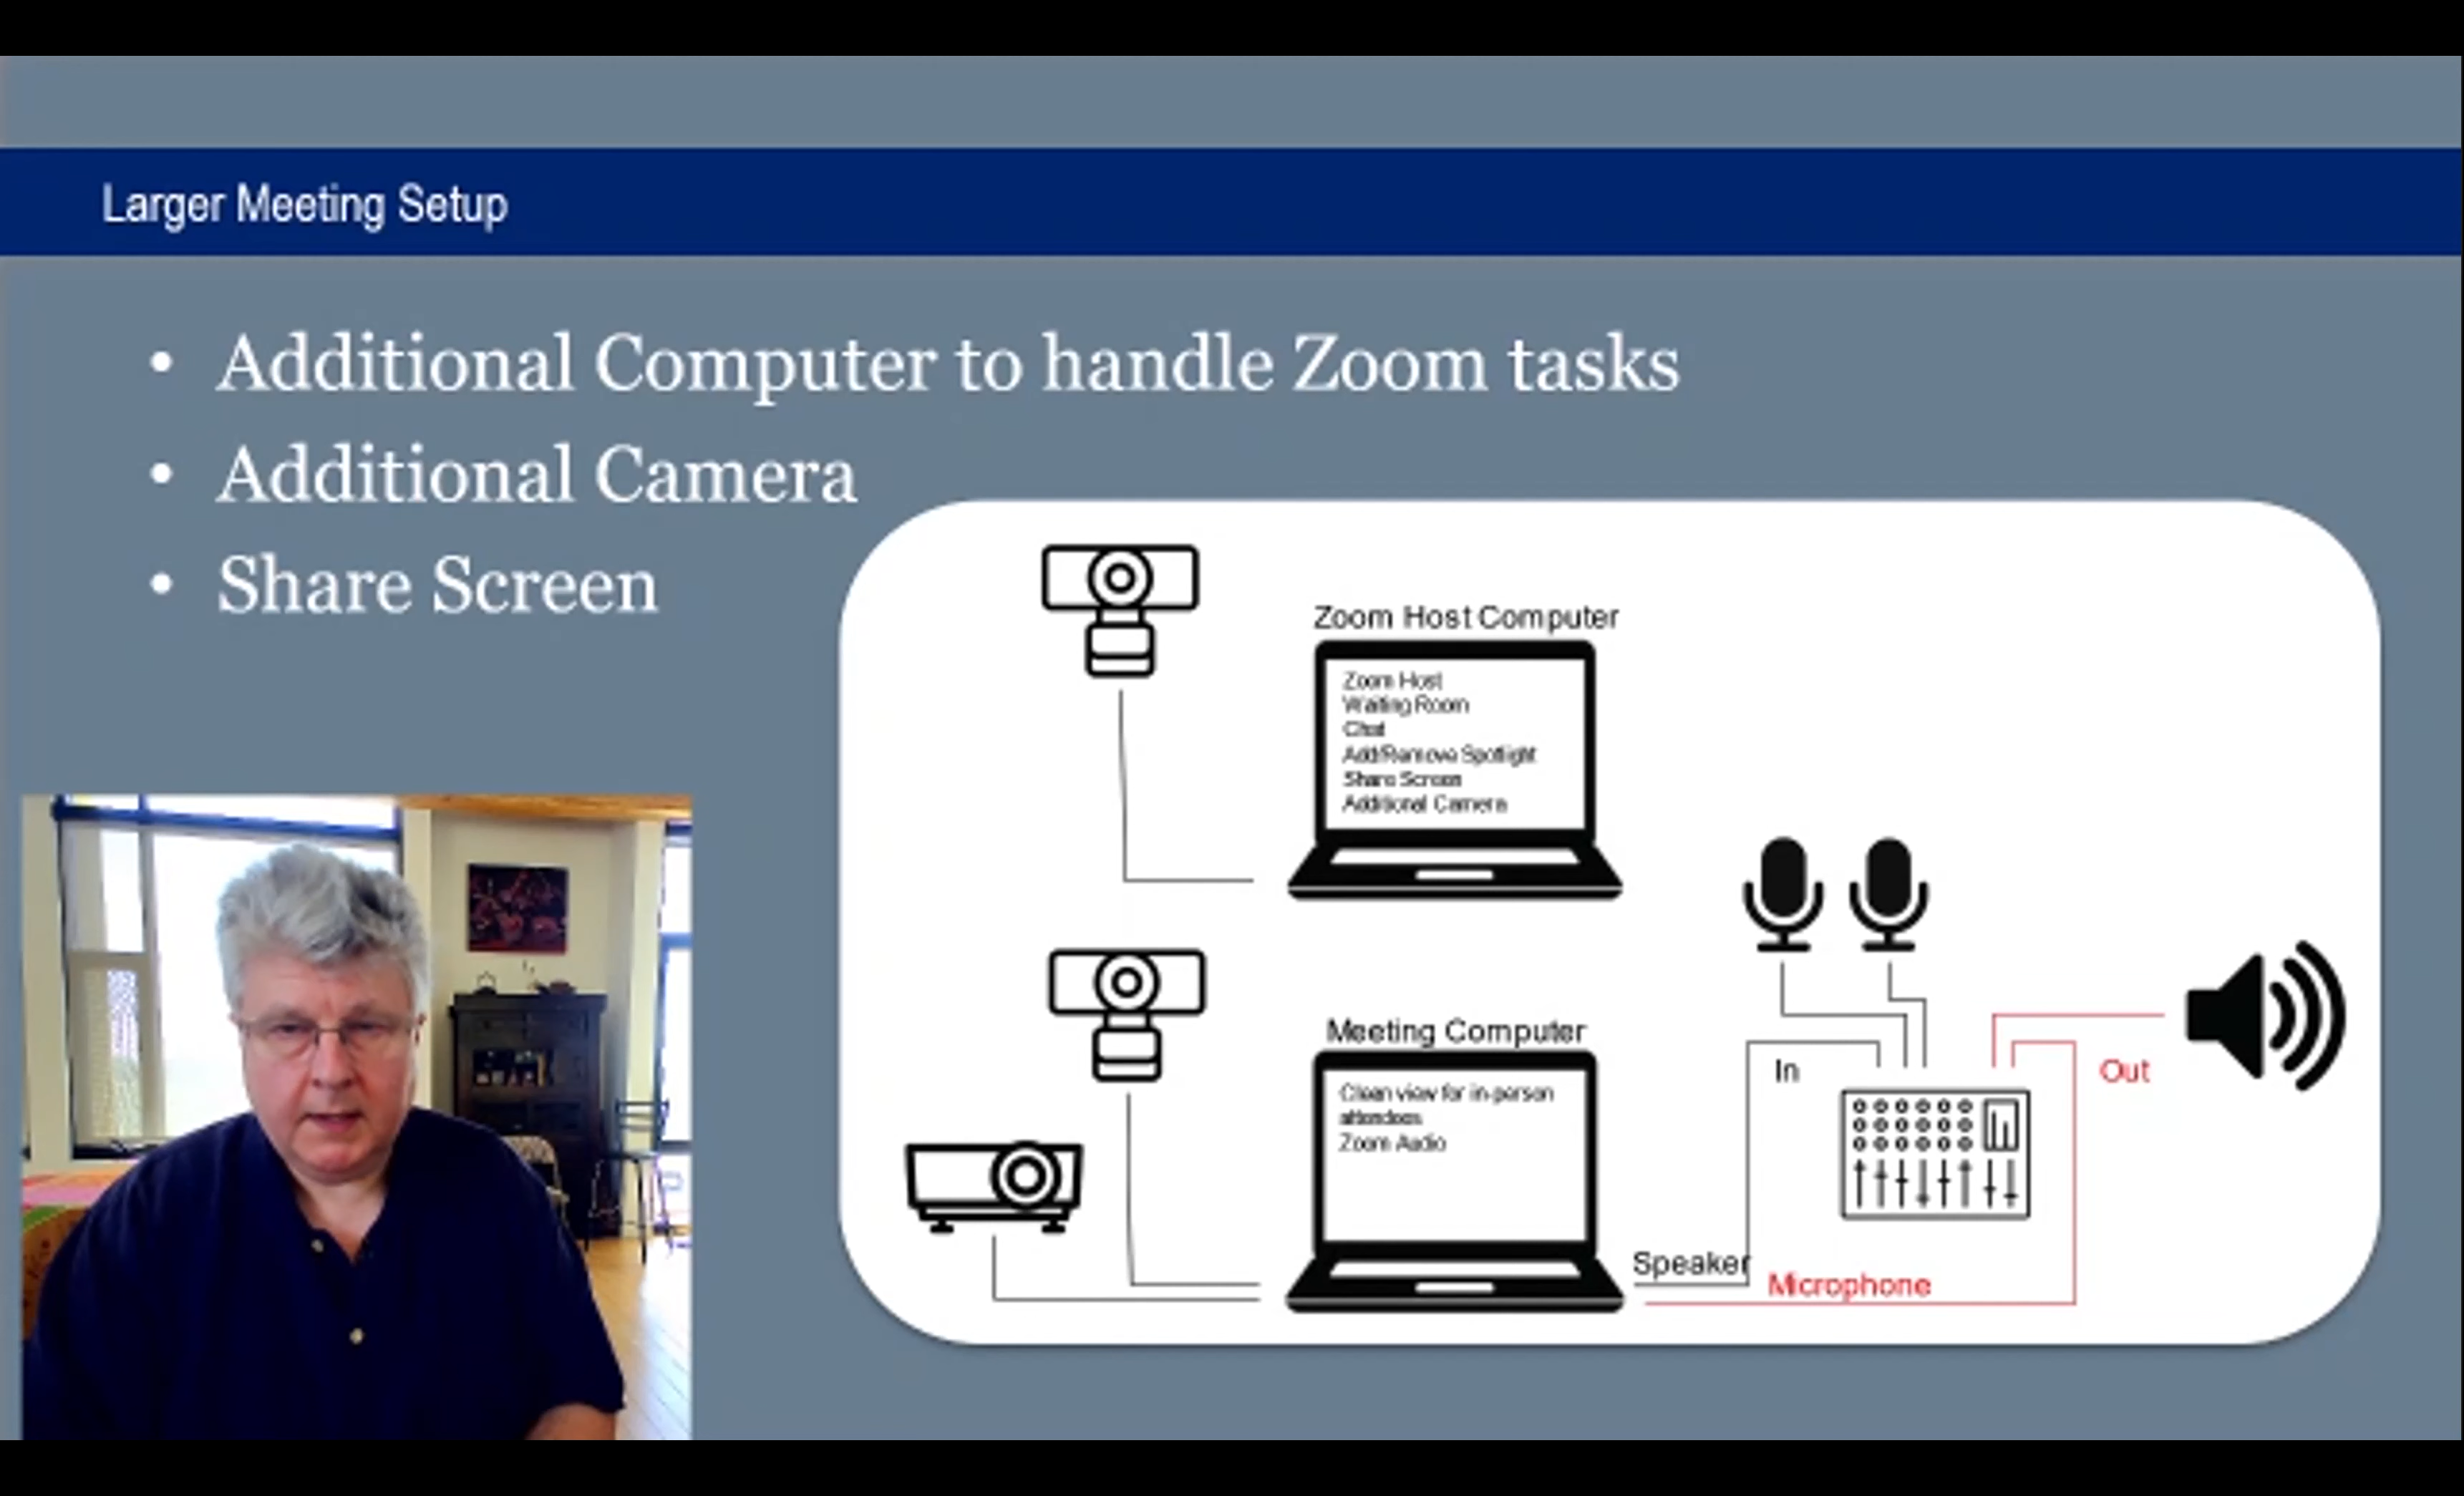 Larger Meeting Setup
• Additional Computer to handle Zoom tasks
• Additional Camera
• Share Screen
Zoom Host Computer
Zoom Host
Waiting Room
Chat
Add/Remove Spotlight
Share Screen
Additional Camera
Meeting Computer
Clean view for in-person
attendees
Zoom Audio
In
Out
Speaker
Microphone